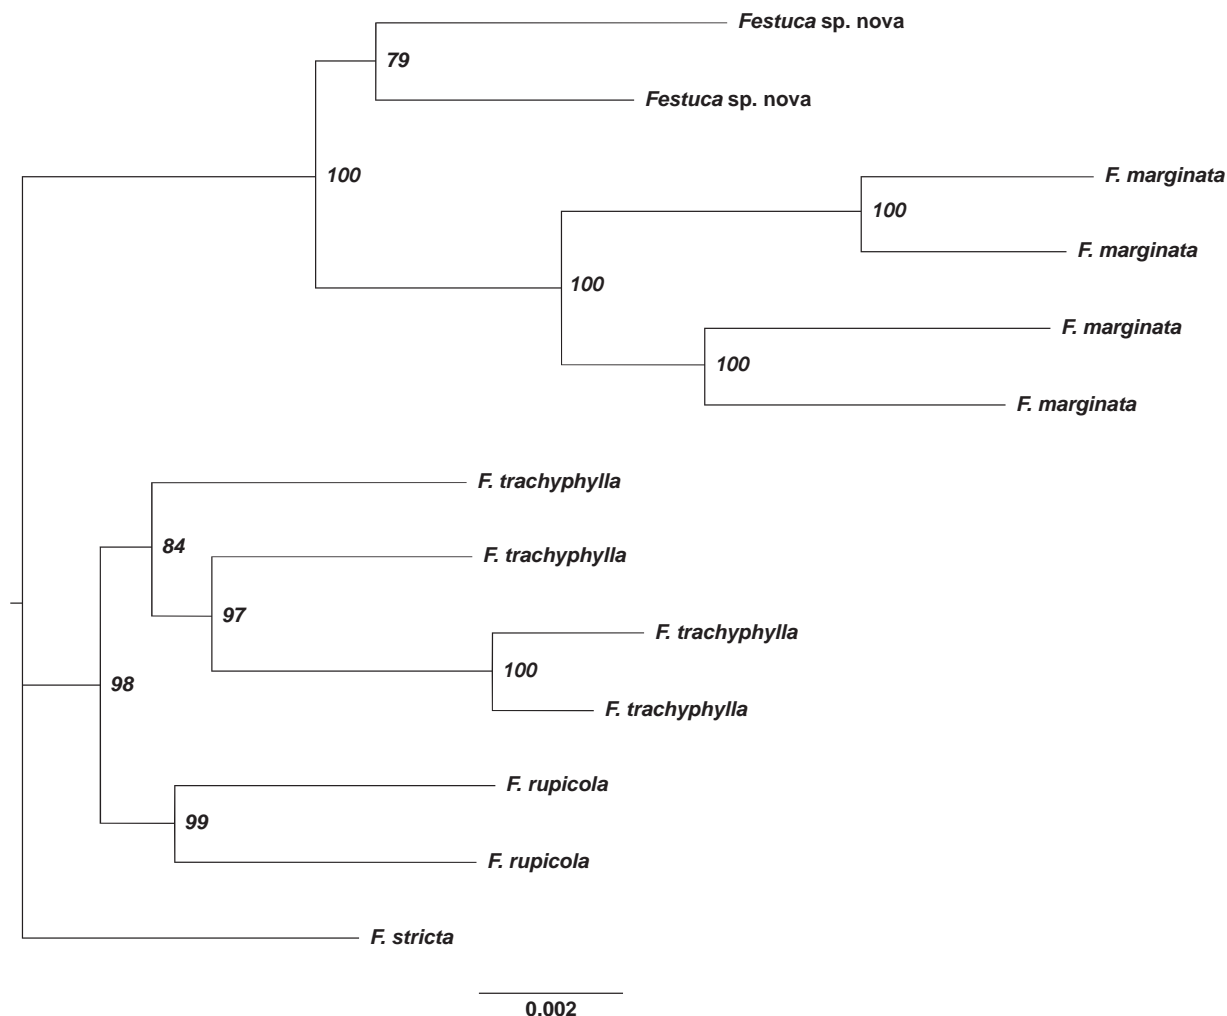 Festuca sp. nova
79
Festuca sp. nova
100
F. marginata
100
F. marginata
100
F. marginata
100
F. marginata
F. trachyphylla
84
F. trachyphylla
97
F. trachyphylla
100
98
F. trachyphylla
F. rupicola
99
F. rupicola
F. stricta
0.002